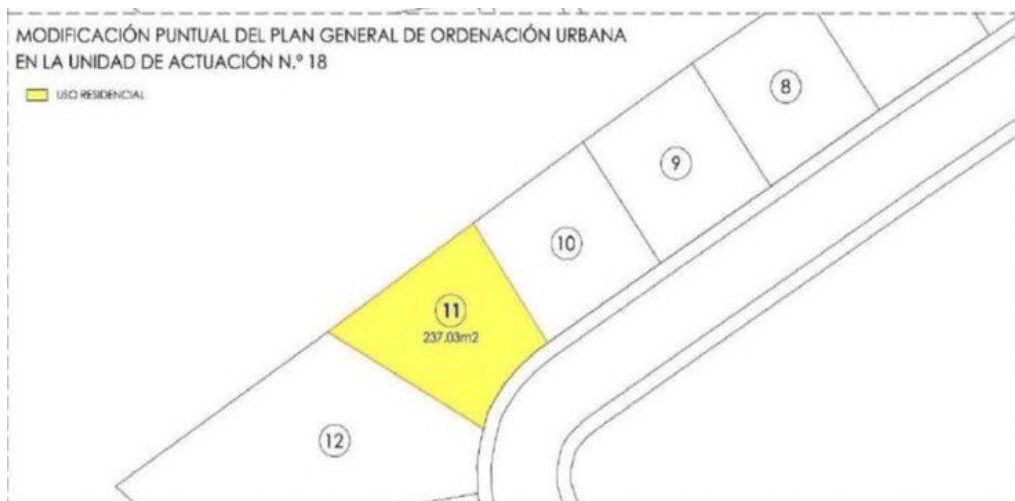 MODIFICACIÓN PUNTUAL DEL PLAN GENERAL DE ORDENACIÓN URBANA
EN LA UNIDAD DE ACTUACIÓN N.º 18
USO RESIDENCIAL
8
9
10
11
237.03m2
12